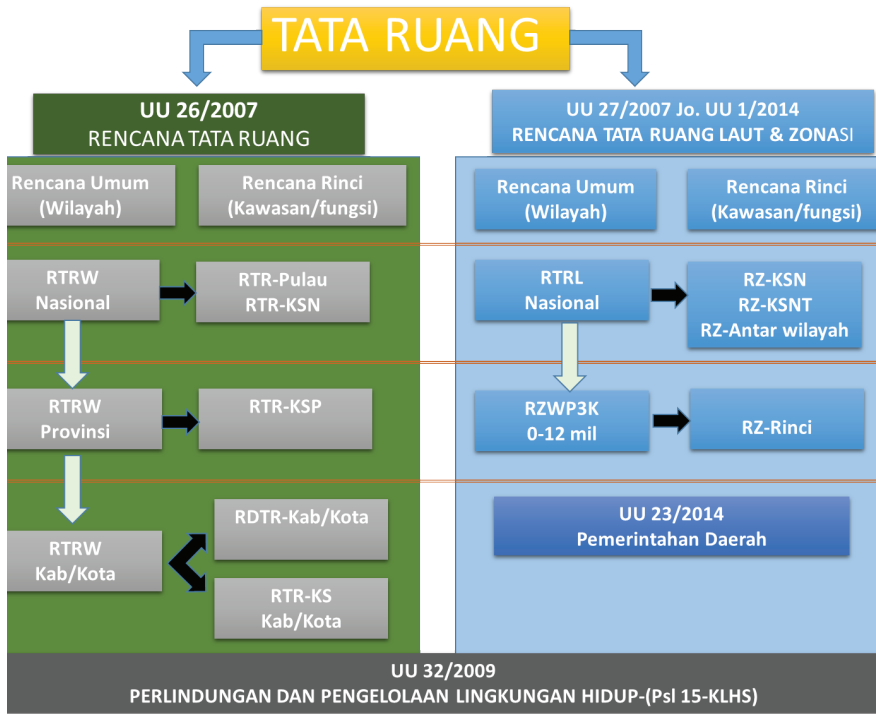 TATA RUANG
UU 26/2007
RENCANA TATA RUANG
Rencana Umum
(Wilayah)
Rencana Rinci
(Kawasan/fungsi)
RTRW
Nasional
RTR-Pulau
RTR-KSN
RTRW
Provinsi
RTR-KSP
RTRW
Kab/Kota
RDTR-Kab/Kota
RTR-KS
Kab/Kota
UU 27/2007 Jo. UU 1/2014
RENCANA TATA RUANG LAUT & ZONASI
Rencana Umum
(Wilayah)
Rencana Rinci
(Kawasan/fungsi)
RTRL
Nasional
RZ-KSN
RZ-KSNT
RZ-Antar wilayah
RZWP3K
0-12 mil
RZ-Rinci
UU 23/2014
Pemerintahan Daerah
UU 32/2009
PERLINDUNGAN DAN PENGELOLAAN LINGKUNGAN HIDUP-(Psl 15-KLHS)